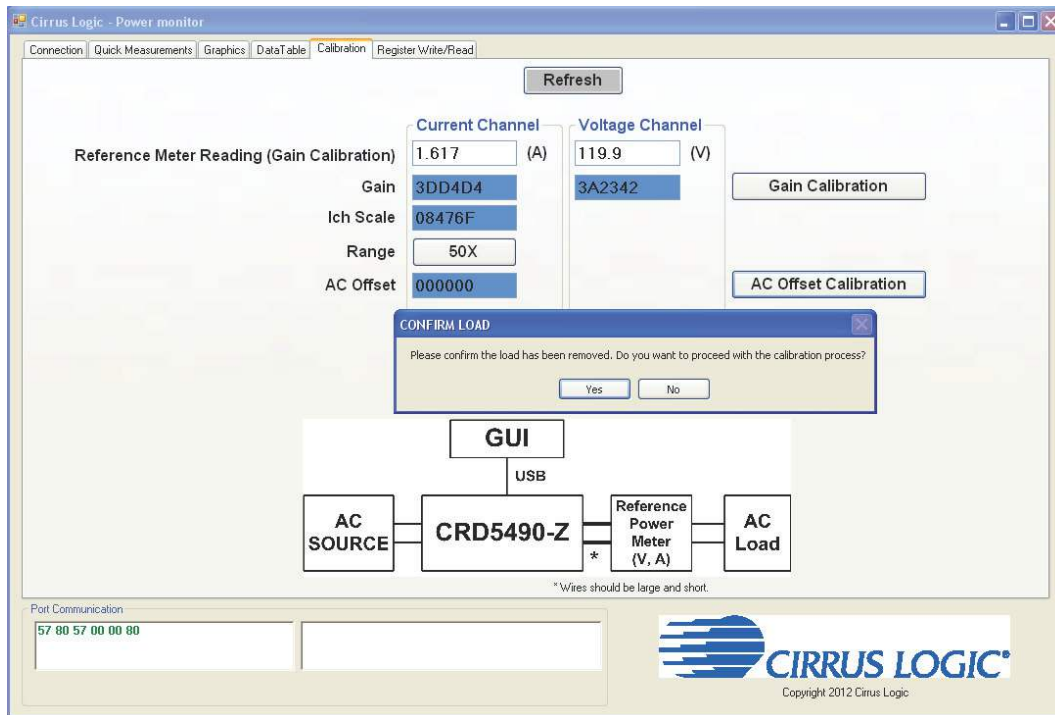 Cirrus Logic - Power monitor
Connection Quick Measurements Graphics DataTable Calibration Register Write/Read
Refresh
Current Channel Voltage Channel
Reference Meter Reading (Gain Calibration) 1.617 (A) 119.9 (V)
Gain 3DD4D4 3A2342 Gain Calibration
Ich Scale 08476F
Range 50X
AC Offset 000000 AC Offset Calibration
CONFIRM LOAD
Please confirm the load has been removed. Do you want to proceed with the calibration process?
Yes No
GUI
USB
AC
SOURCE
CRD5490-Z
*
Reference
Power
Meter
(V, A)
AC
Load
* Wires should be large and short.
Port Communication
57 80 57 00 00 80
CIRRUS LOGIC®
Copyright 2012 Cirrus Logic